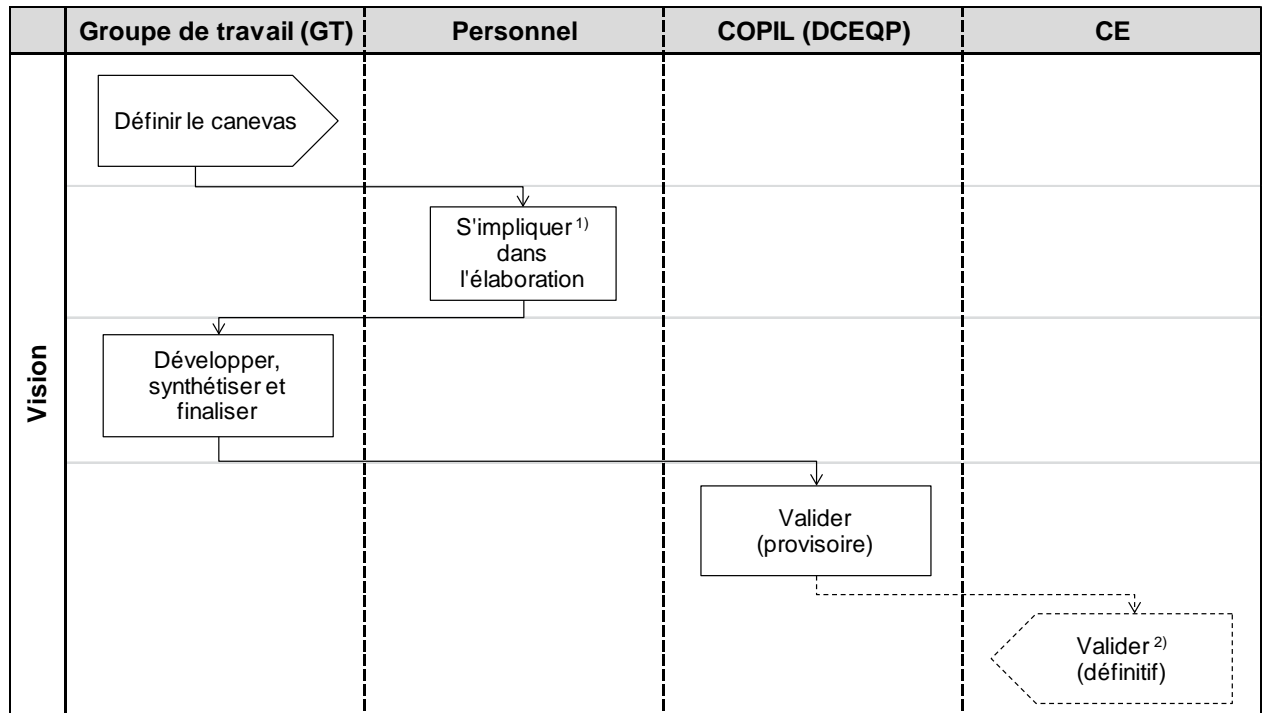 Groupe de travail (GT)
Personnel
COPIL (DCEQP)
CE
Vision
Définir le canevas
S'impliquer 1)
dans
l'élaboration
Développer,
synthétiser et
finaliser
Valider
(provisoire)
Valider 2)
(définitif)